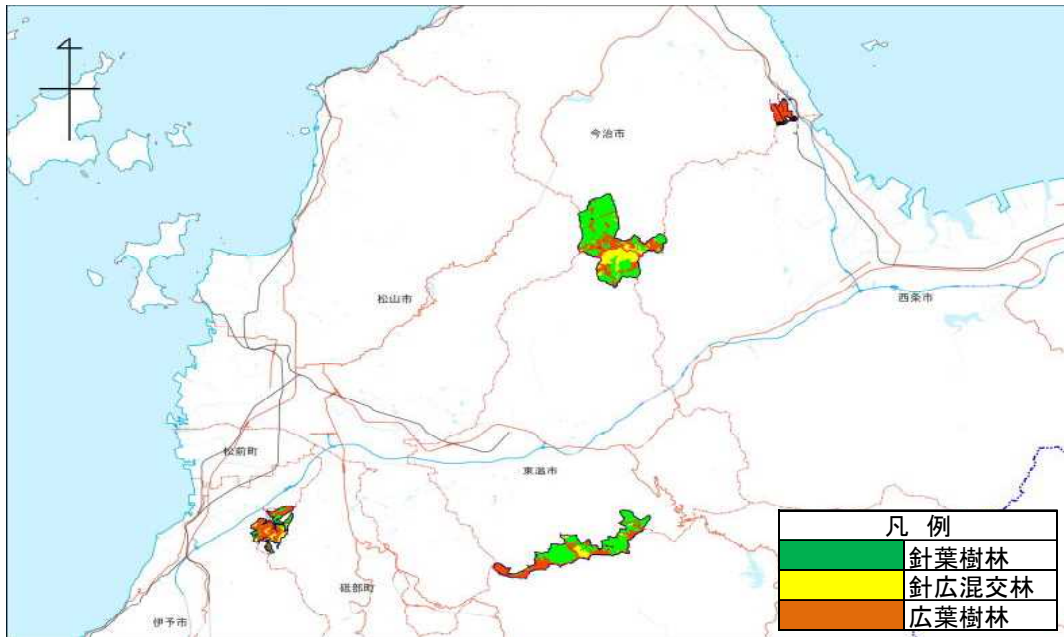 今治市
松山市
西条市
松前町
東温市
砥部町
伊予市
凡 例
針葉樹林
針広混交林
広葉樹林